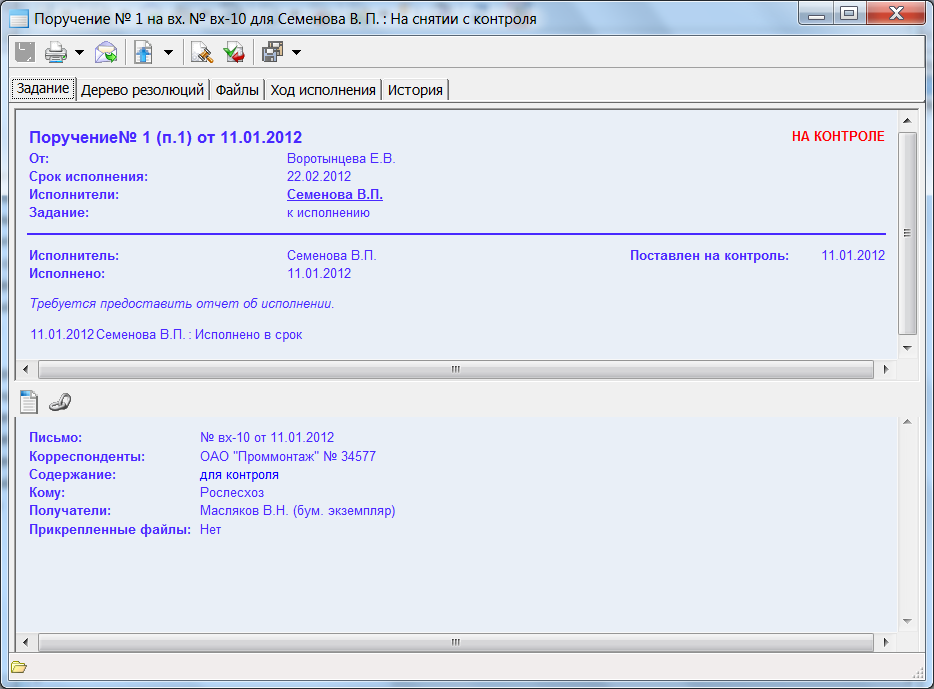 Поручение № 1 на вх. № вх-10 для Семенова В. П. : На снятии с контроля
Задание Дерево резолюций Файлы Ход исполнения История
Поручение№ 1 (п.1) от 11.01.2012 НА КОНТРОЛЕ
От: Воротынцева Е.В.
Срок исполнения: 22.02.2012
Исполнители: Семенова В.П.
Задание: к исполнению
Исполнитель: Семенова В.П. Поставлен на контроль: 11.01.2012
Исполнено: 11.01.2012
Требуется предоставить отчет об исполнении.
11.01.2012 Семенова В.П. : Исполнено в срок
Письмо: № вх-10 от 11.01.2012
Корреспонденты: ОАО "Проммонтаж" № 34577
Содержание: для контроля
Кому: Рослесхоз
Получатели: Масляков В.Н. (бум. экземпляр)
Прикрепленные файлы: Нет